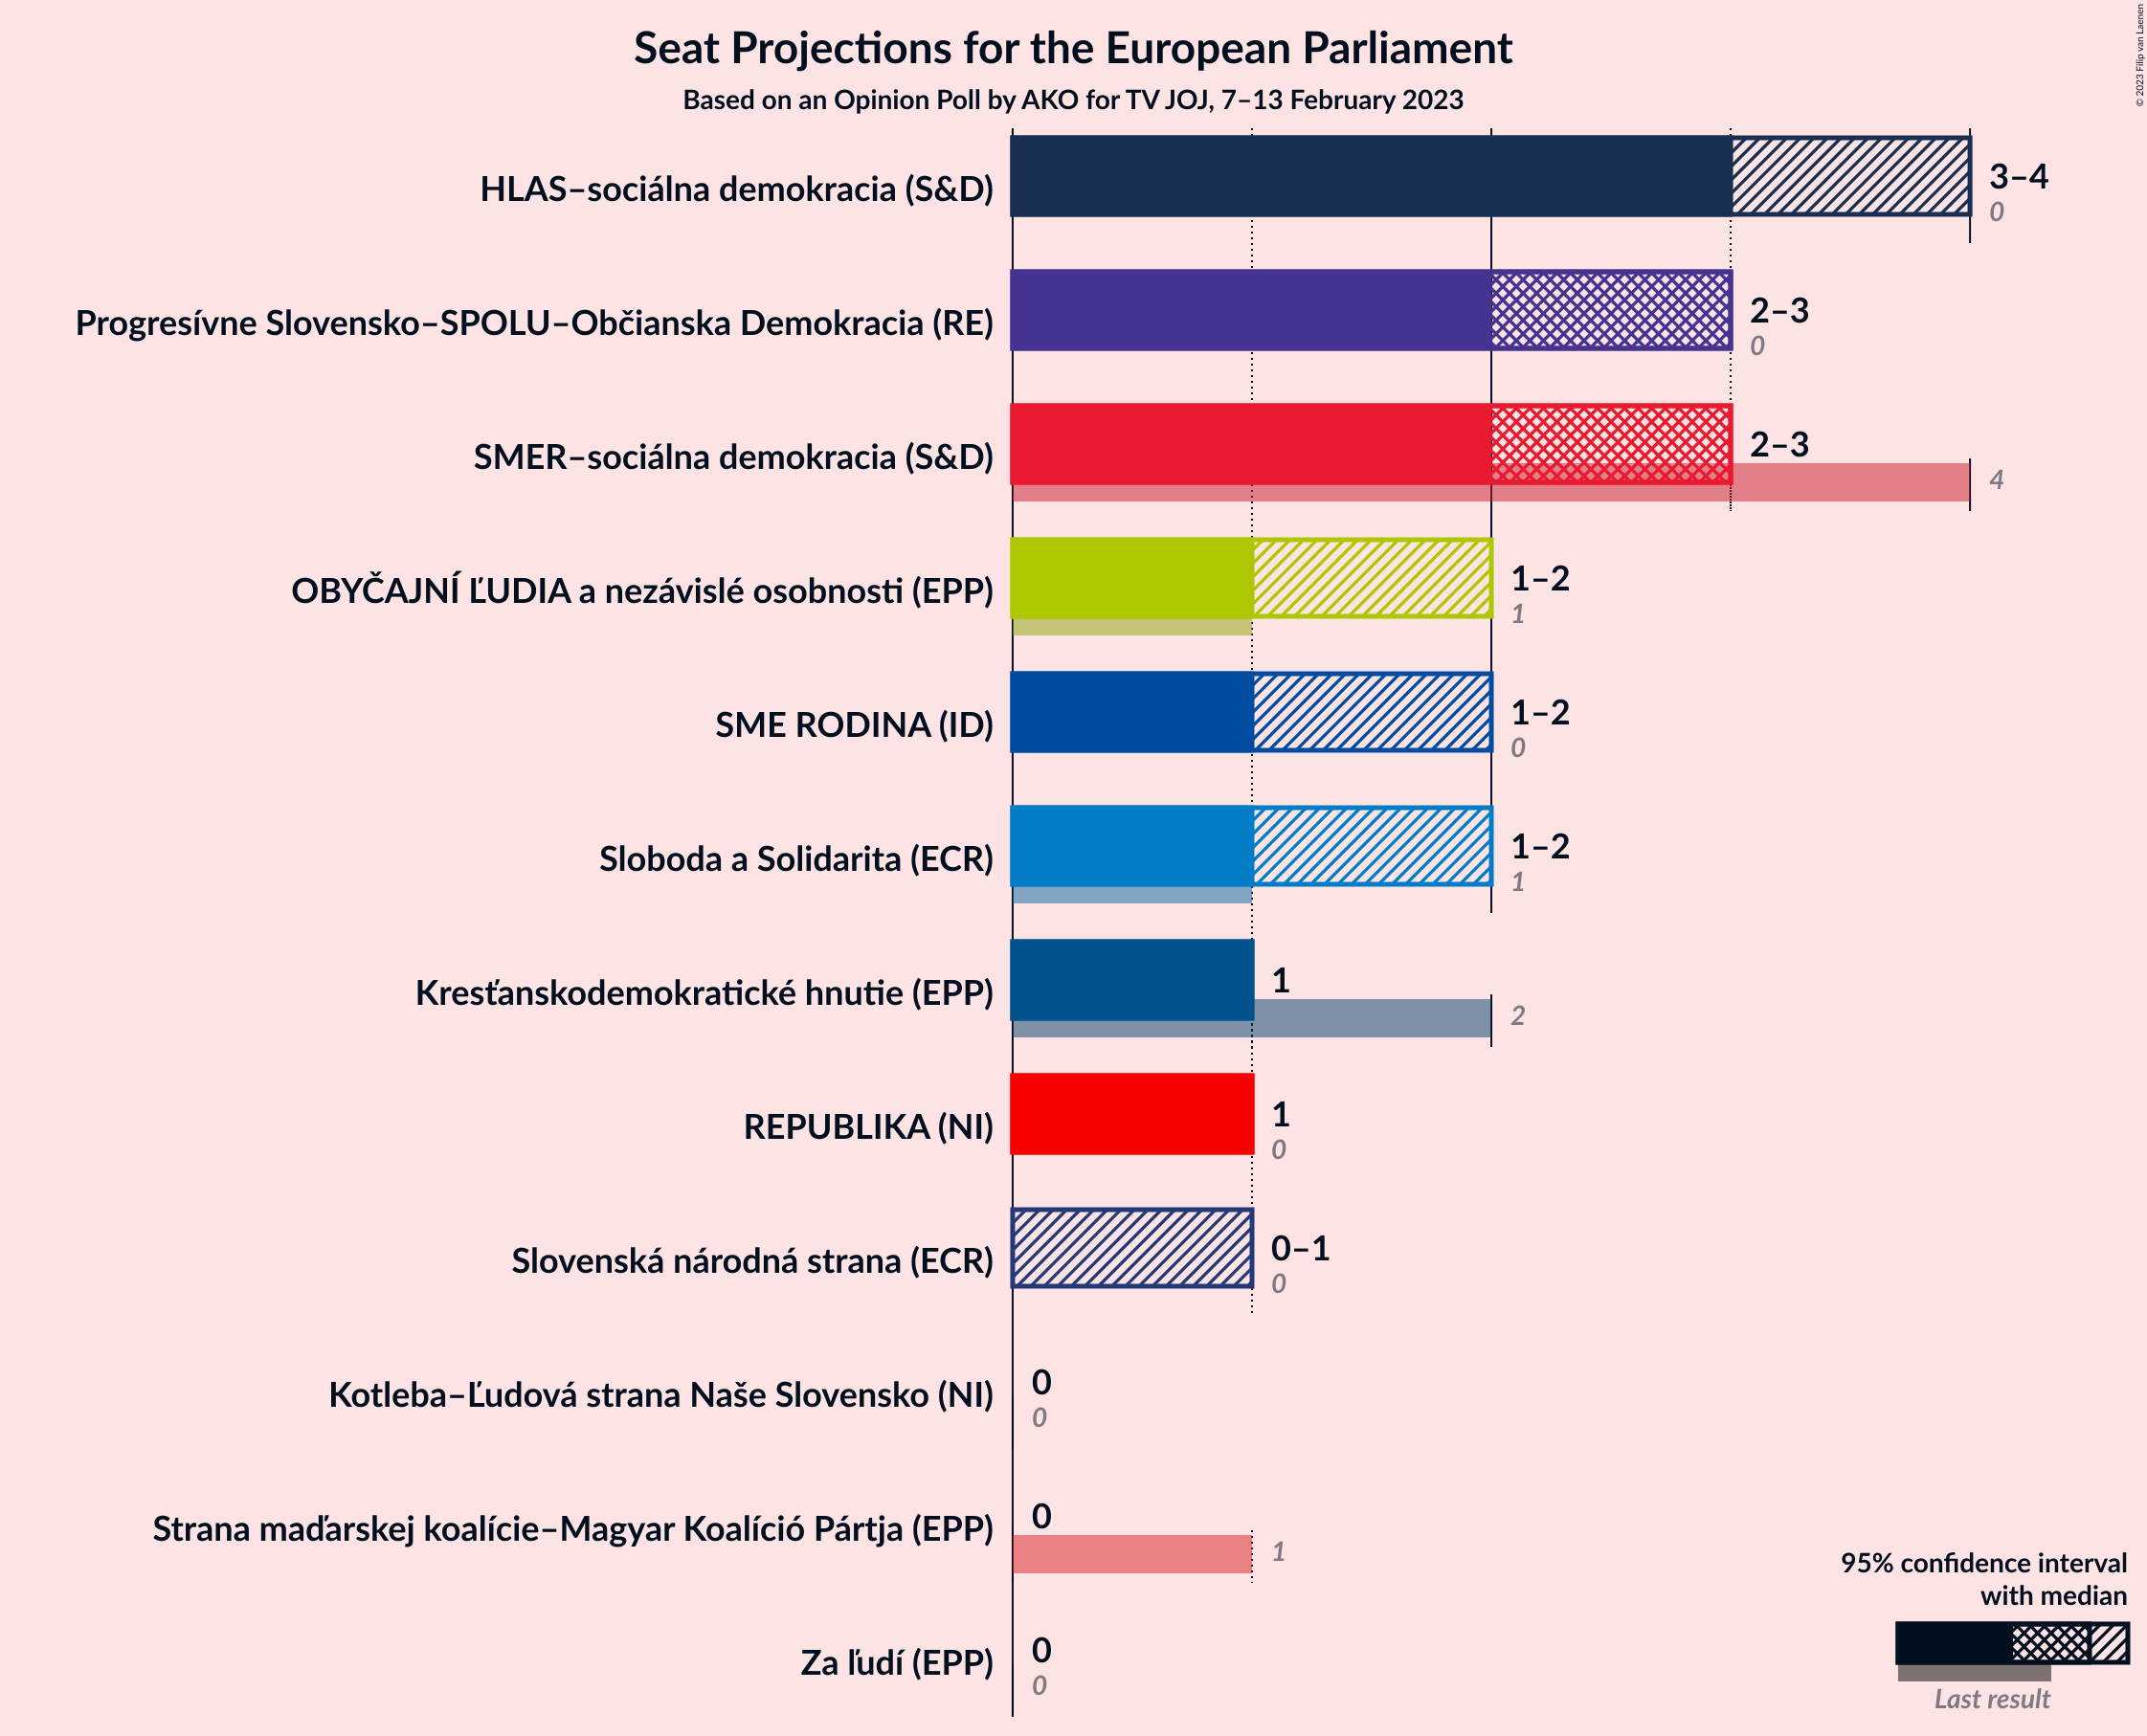 Seat Projections for the European Parliament
Based on an Opinion Poll by AKO for TV JOJ, 7–13 February 2023
© 2023 Filip van Laenen
HLAS–sociálna demokracia (S&D)
3–4
0
Progresívne Slovensko–SPOLU–Občianska Demokracia (RE)
2–3
0
SMER–sociálna demokracia (S&D)
2–3
4
OBYČAJNÍ ĽUDIA a nezávislé osobnosti (EPP)
1–2
1
SME RODINA (ID)
1–2
0
Sloboda a Solidarita (ECR)
1–2
1
Kresťanskodemokratické hnutie (EPP)
1
2
REPUBLIKA (NI)
1
0
Slovenská národná strana (ECR)
0–1
0
Kotleba–Ľudová strana Naše Slovensko (NI)
0
0
Strana maďarskej koalície–Magyar Koalíció Pártja (EPP)
0
1
Za ľudí (EPP)
0
0
95% confidence interval
with median
Last result